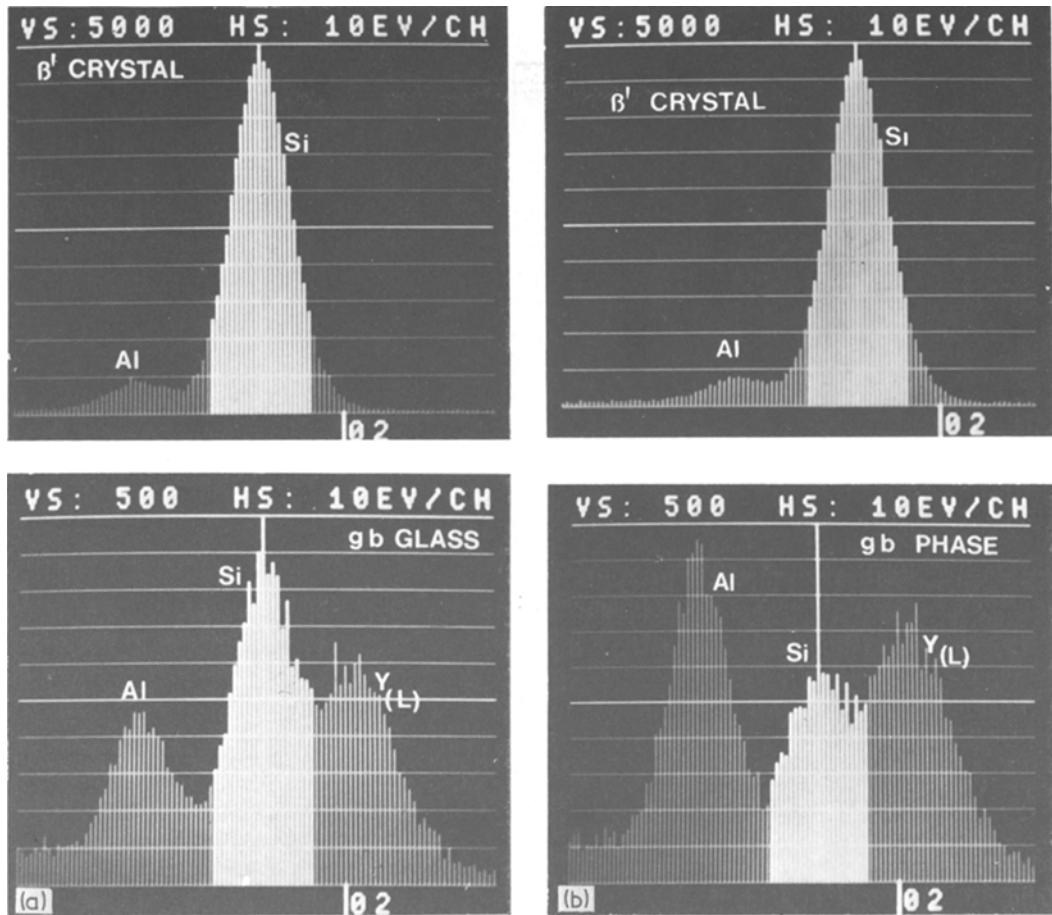 VS:5000 HS: 10EV/CH
β' CRYSTAL
Si
Al
02
VS:5000 HS: 10EV/CH
β' CRYSTAL
Si
Al
02
VS: 500 HS: 10EV/CH
gb GLASS
Si
Al
Y(L)
(a)
02
VS: 500 HS: 10EV/CH
gb PHASE
Al
Si
Y(L)
(b)
02